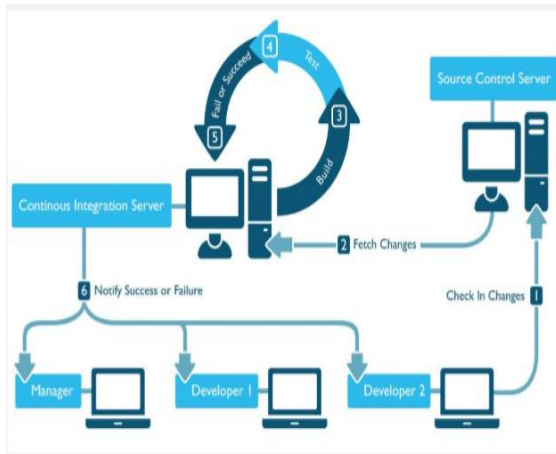 4
Test
Fail or Succeed
Source Control Server
5
3
Build
Continous Integration Server
2 Fetch Changes
6 Notify Success or Failure
Check In Changes 1
Manager
Developer 1
Developer 2